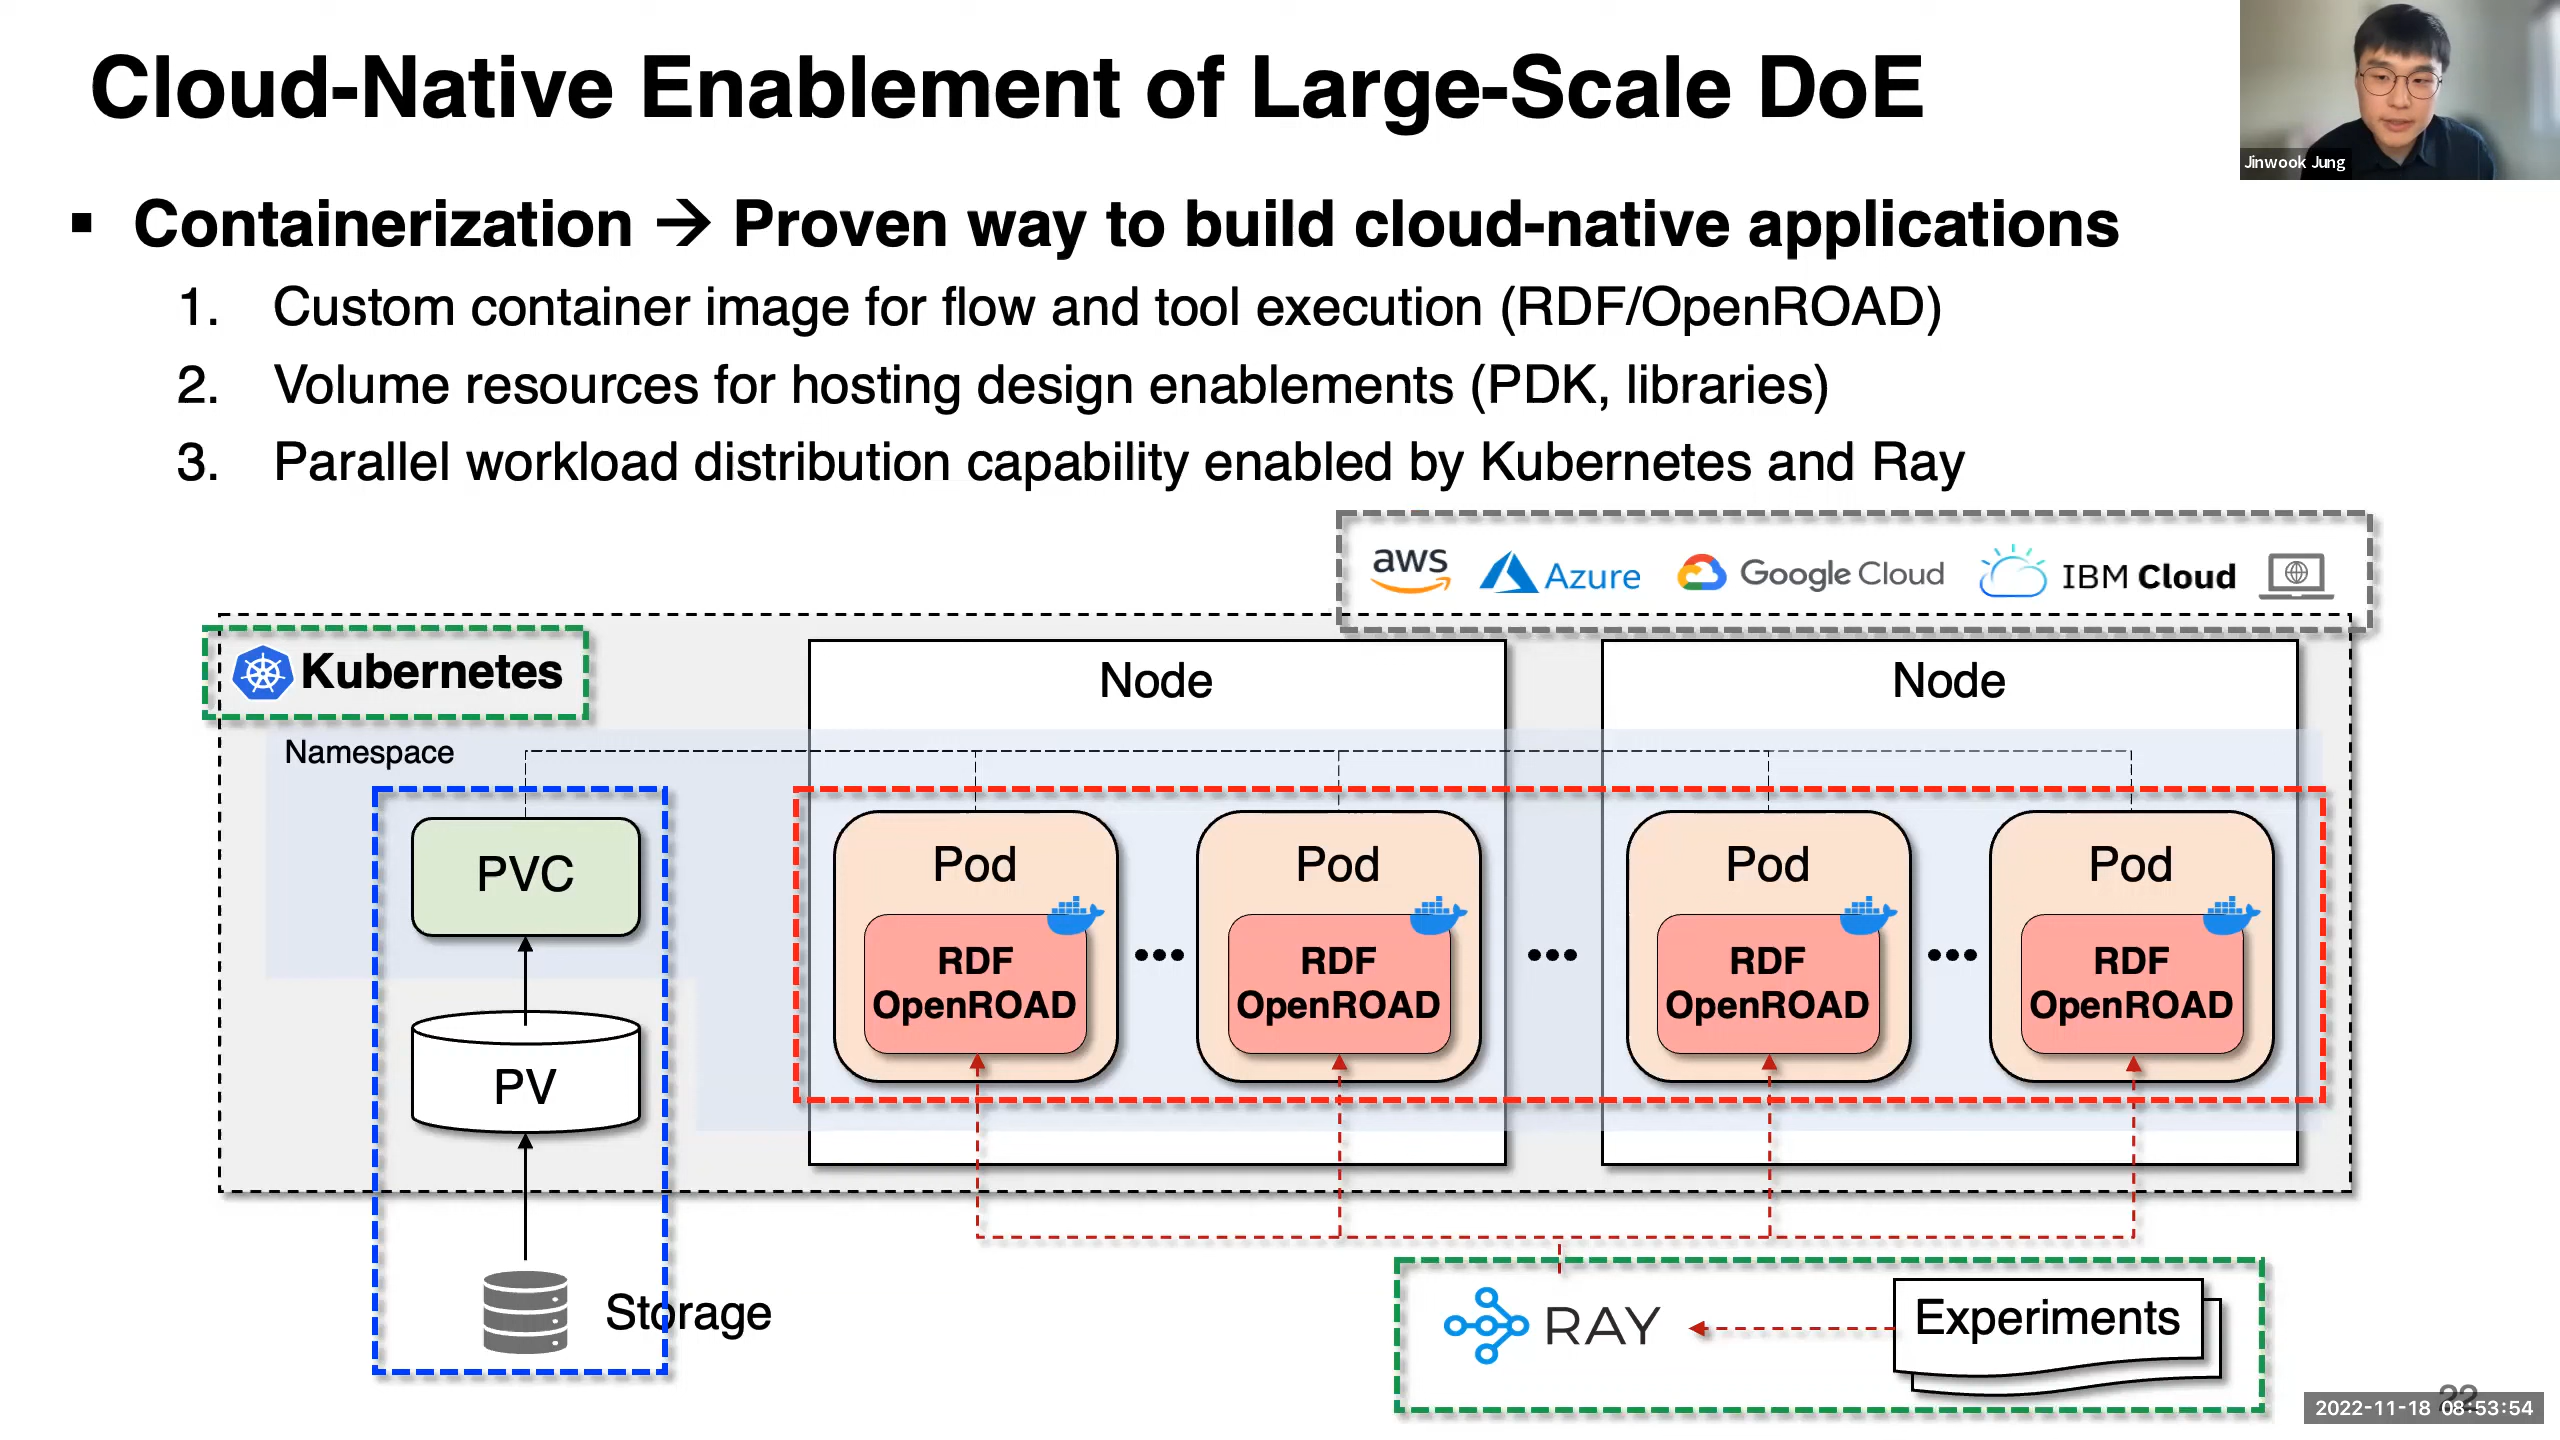 Cloud-Native Enablement of Large-Scale DoE
Jinwook Jung
▪ Containerization → Proven way to build cloud-native applications
1. Custom container image for flow and tool execution (RDF/OpenROAD)
2. Volume resources for hosting design enablements (PDK, libraries)
3. Parallel workload distribution capability enabled by Kubernetes and Ray
aws Azure Google Cloud IBM Cloud
Kubernetes
Node
Node
Namespace
PVC
PV
Storage
Pod
RDF
OpenROAD
•••
Pod
RDF
OpenROAD
•••
Pod
RDF
OpenROAD
•••
Pod
RDF
OpenROAD
RAY
Experiments
22
2022-11-18 08:53:54